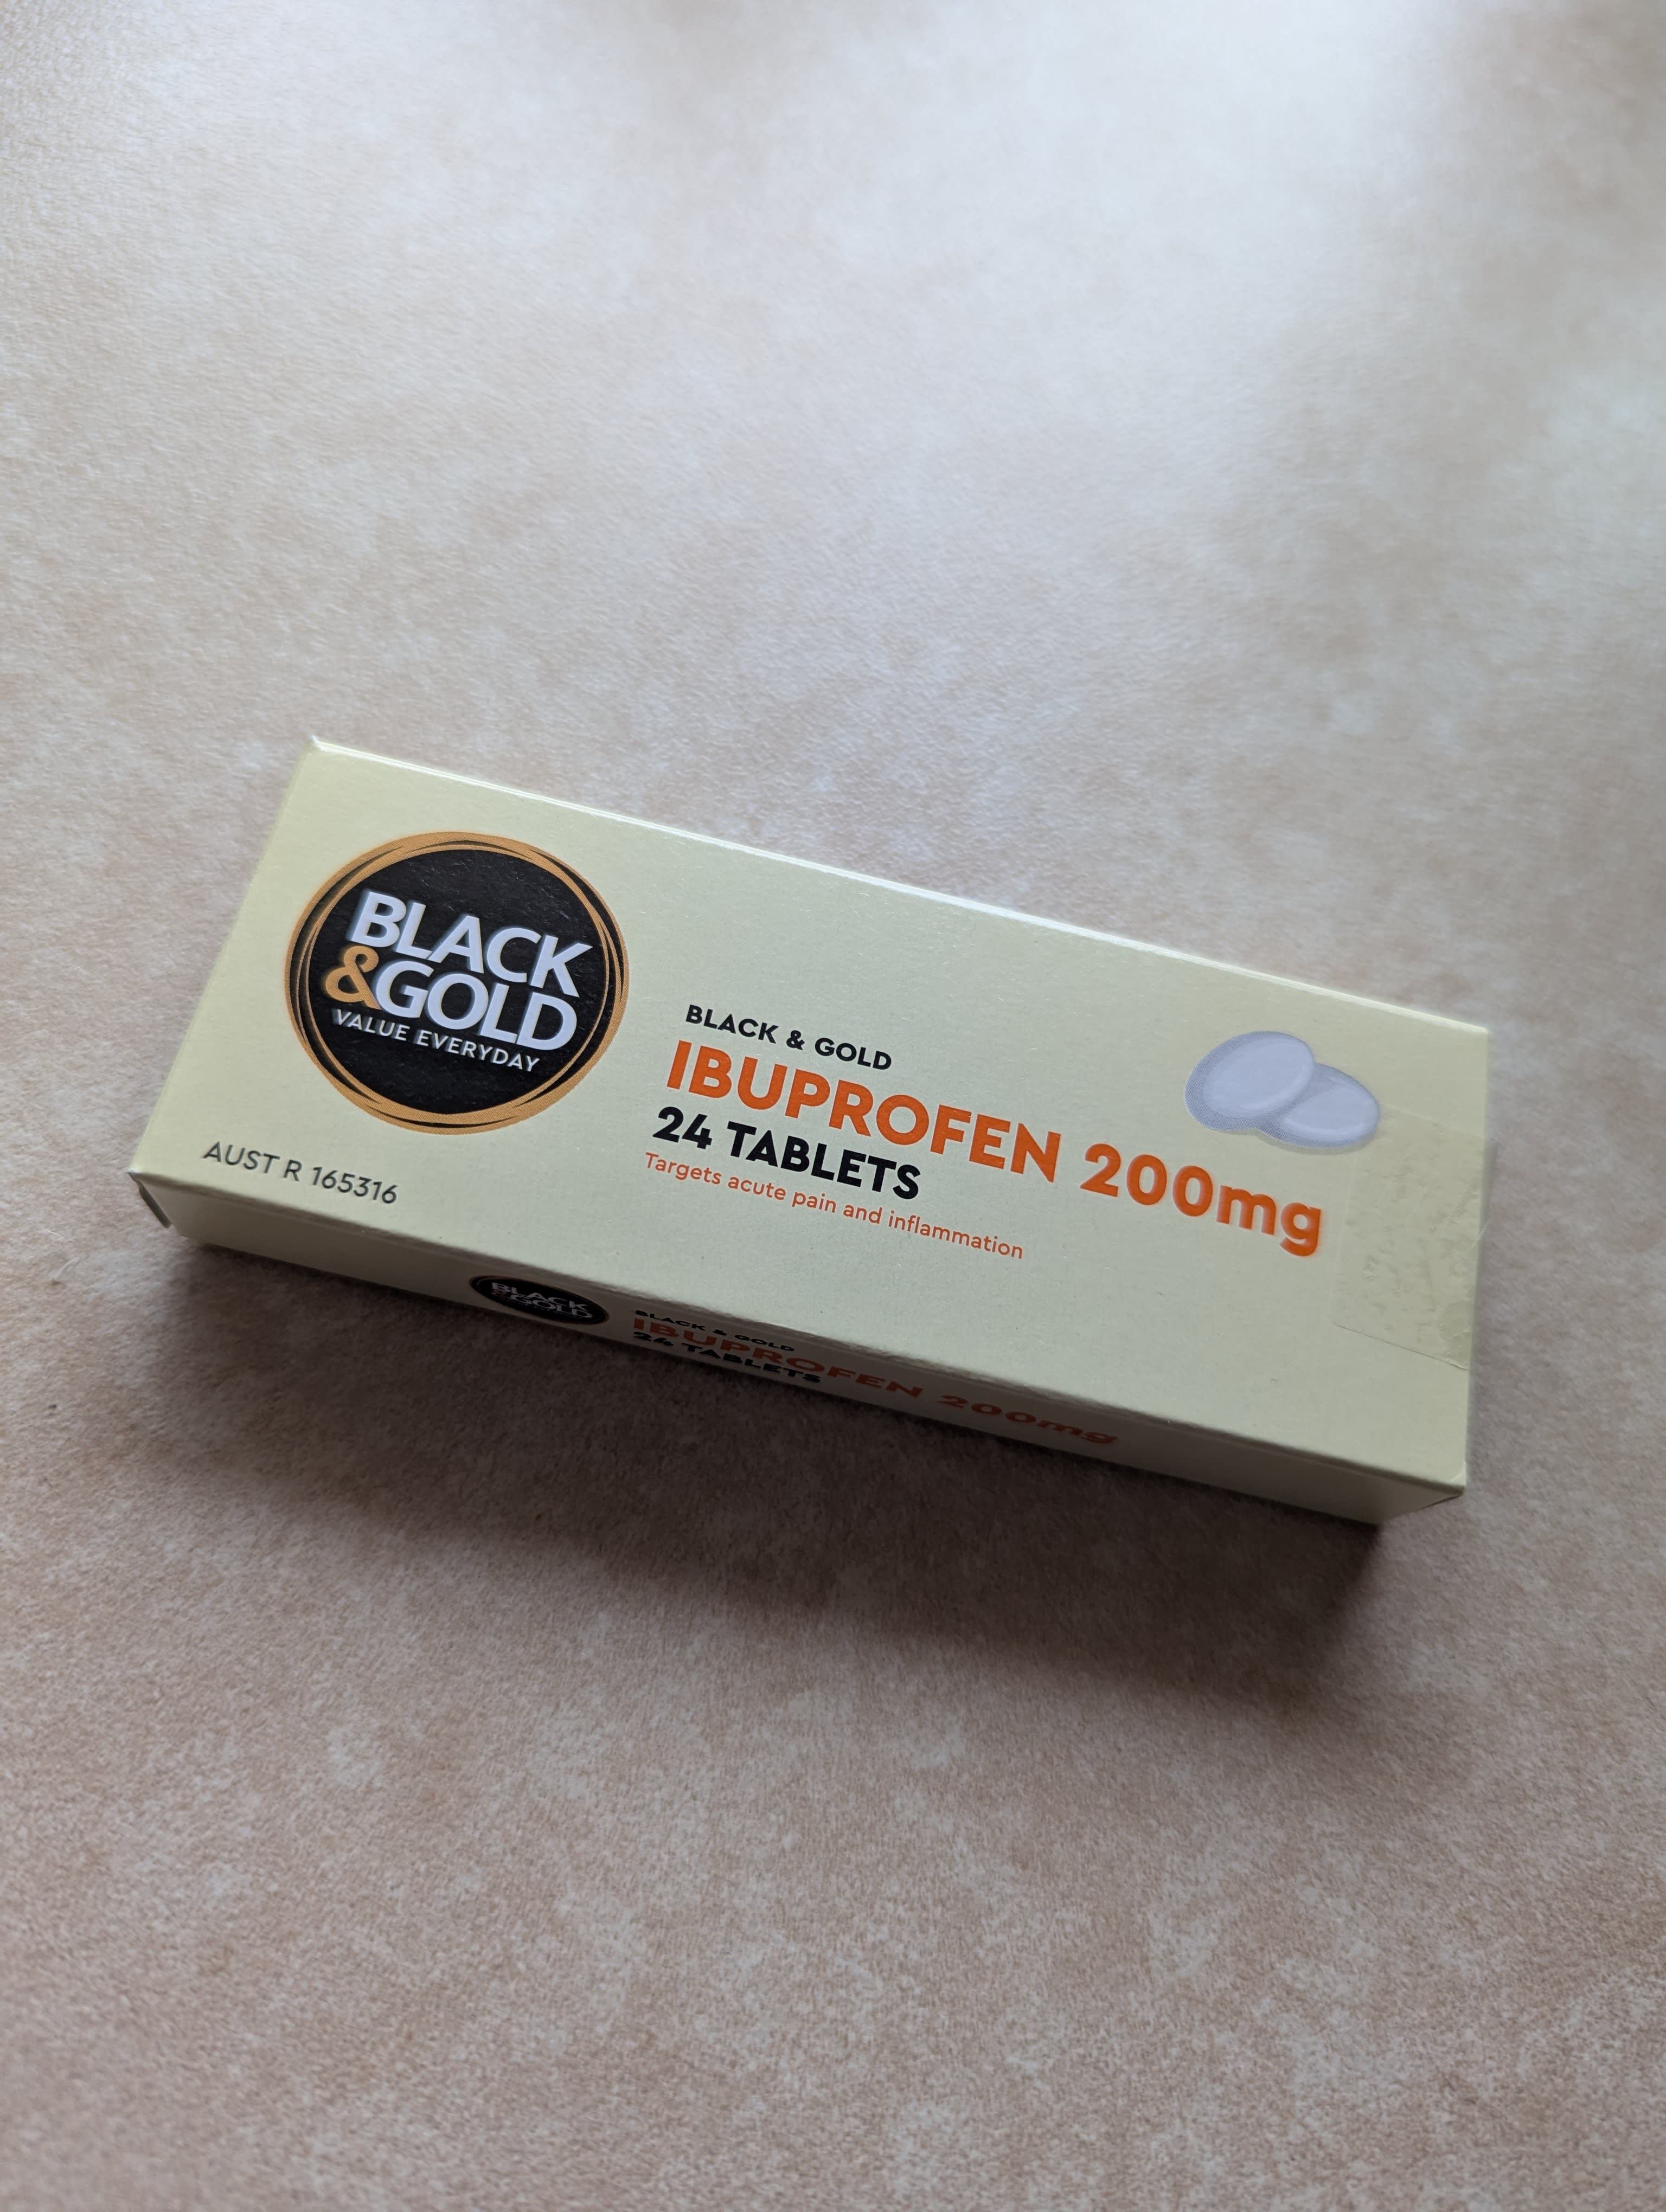 BLACK
&GOLD
VALUE EVERYDAY
AUST R 165316
BLACK & GOLD
IBUPROFEN 200mg
24 TABLETS
Targets acute pain and inflammation
BLACK
&GOLD
BLACK & GOLD
IBUPROFEN 200mg
24 TABLETS